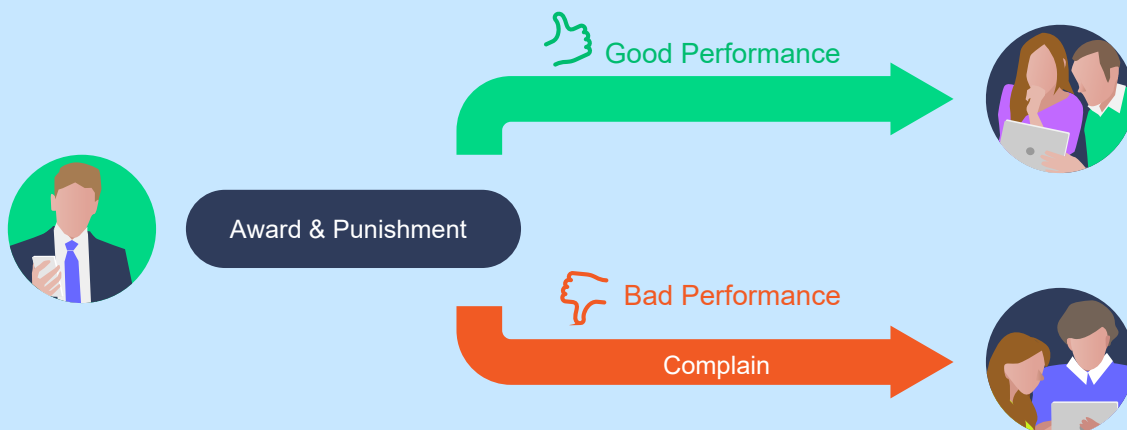 Good Performance
Award & Punishment
Bad Performance
Complain